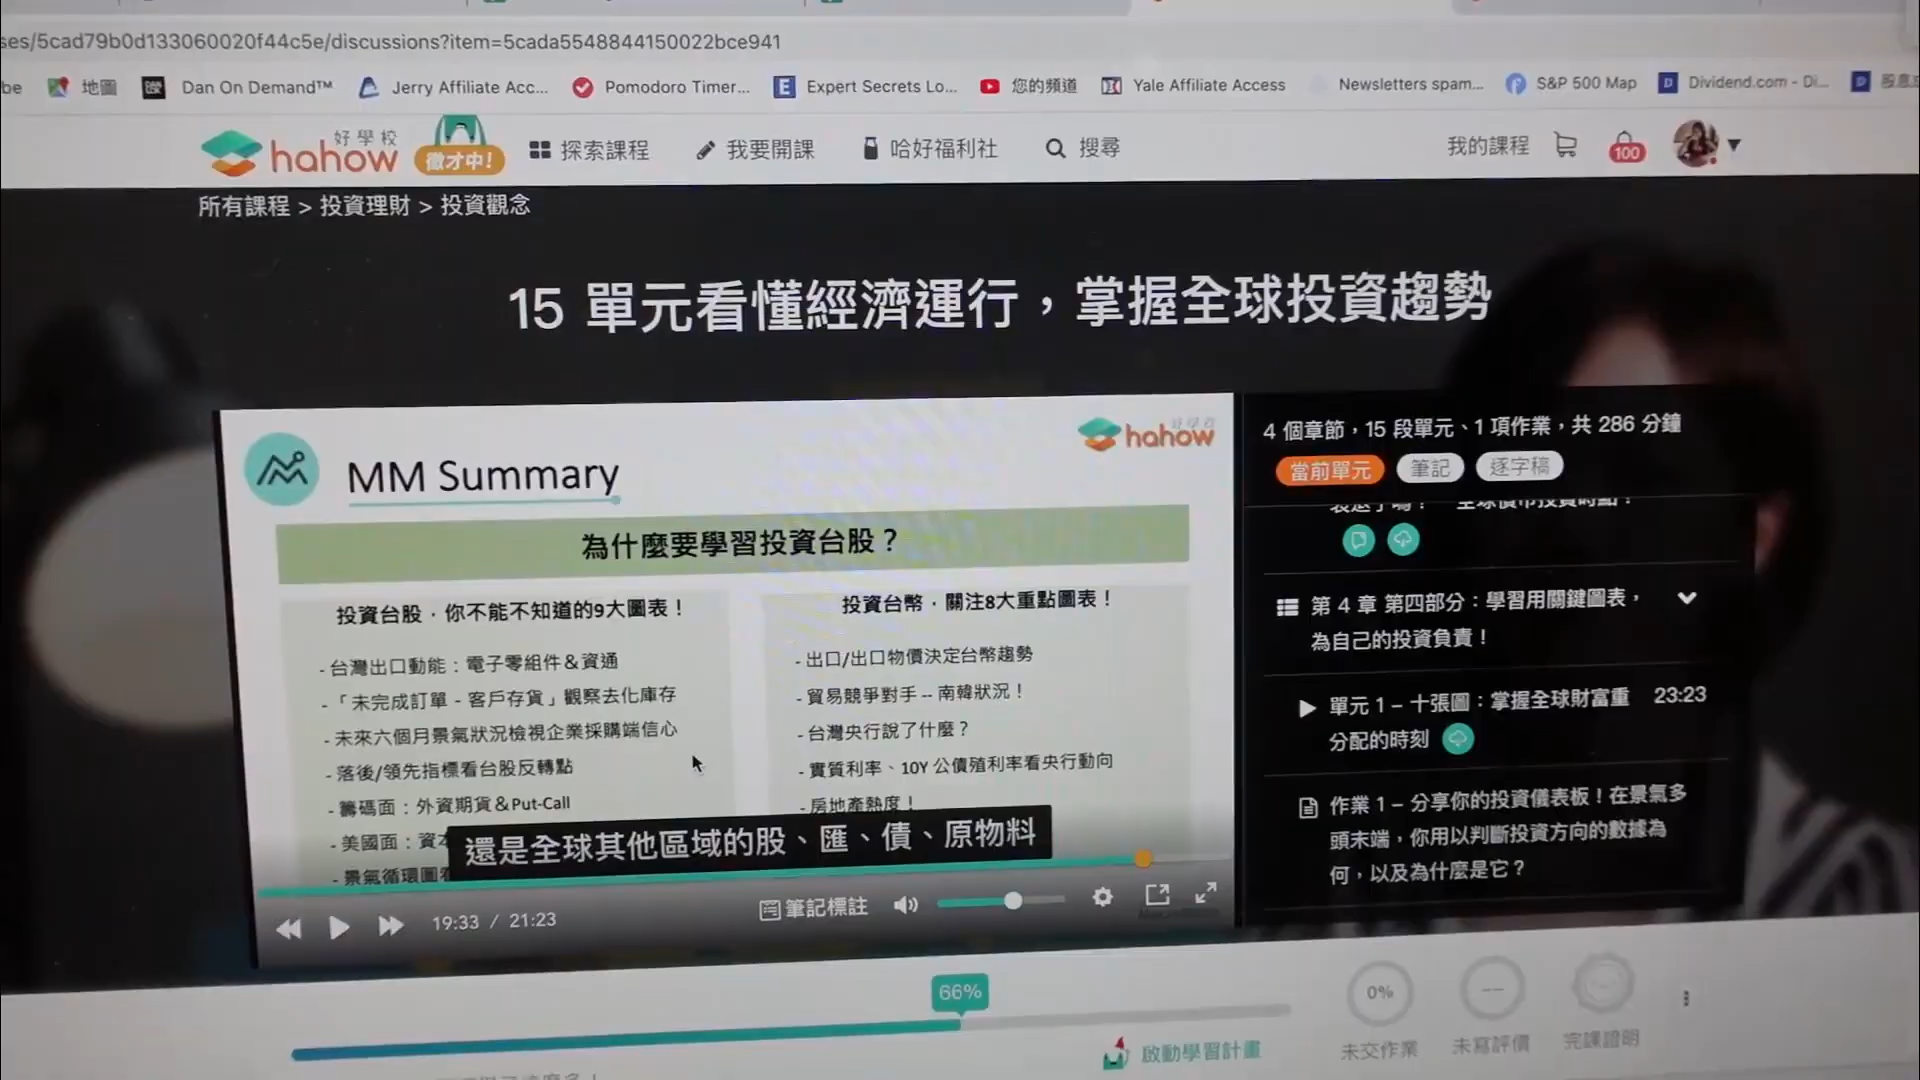 ses/5cad79b0d133060020f44c5e/discussions?item=5cada5548844150022bce941
be 地圖 Dan On Demand™ Jerry Affiliate Acc... Pomodoro Timer... Expert Secrets Lo... 您的頻道 Yale Affiliate Access Newsletters spam... S&P 500 Map Dividend.com - Di...
好學校
hahow 徵才中! 探索課程 我要開課 哈好福利社 搜尋 我的課程 100
所有課程 > 投資理財 > 投資觀念
15 單元看懂經濟運行，掌握全球投資趨勢
好學校
hahow
MM Summary
為什麼要學習投資台股？
投資台股．你不能不知道的9大圖表！
- 台灣出口動能：電子零組件＆資通
- 「未完成訂單 - 客戶存貨」觀察去化庫存
- 未來六個月景氣狀況檢視企業採購端信心
- 落後/領先指標看台股反轉點
- 籌碼面：外資期貨＆Put-Call
- 美國面：資本
- 景氣循環圖
投資台幣．關注8大重點圖表！
- 出口/出口物價決定台幣趨勢
- 貿易競爭對手 -- 南韓狀況！
- 台灣央行說了什麼？
- 實質利率、10Y 公債殖利率看央行動向
- 房地產熱度！
還是全球其他區域的股、匯、債、原物料
19:33 / 21:23 筆記標註
4 個章節，15 段單元、1 項作業，共 286 分鐘
當前單元 筆記 逐字稿
第 4 章 第四部分：學習用關鍵圖表，
為自己的投資負責！
單元 1 – 十張圖：掌握全球財富重 23:23
分配的時刻
作業 1 – 分享你的投資儀表板！在景氣多
頭末端，你用以判斷投資方向的數據為
何，以及為什麼是它？
66%
啟動學習計畫
0%
未交作業
--
未寫評價
完課證明